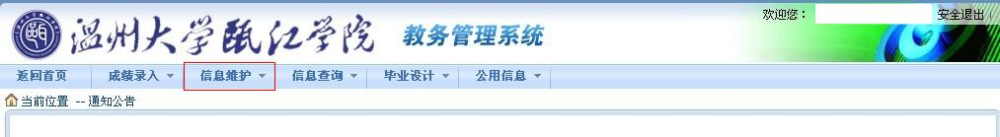 温州大学瓯江学院 教务管理系统 欢迎您： 安全退出
返回首页 成绩录入 信息维护 信息查询 毕业设计 公用信息
当前位置 -- 通知公告